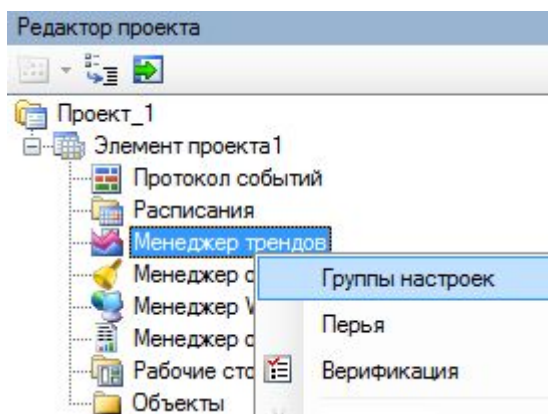 Редактор проекта
Проект_1
Элемент проекта1
Протокол событий
Расписания
Менеджер трендов
Менеджер
Группы настроек
Менеджер
Перья
Менеджер
Рабочие
Верификация
Объекты